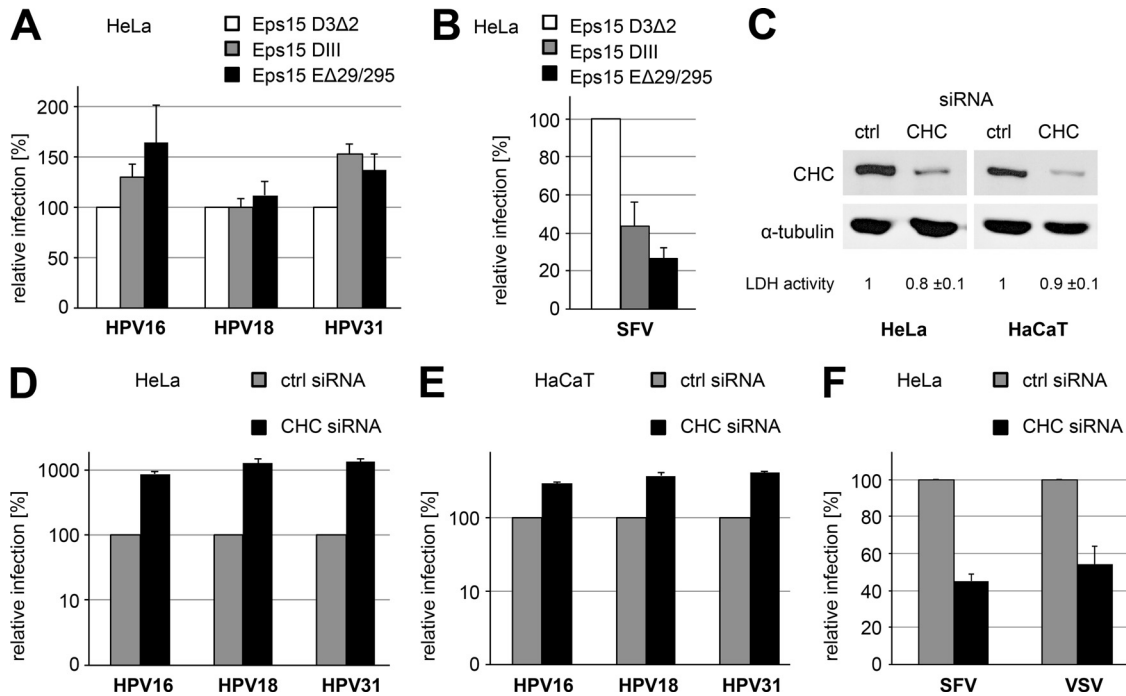 A
HeLa
Eps15 D3Δ2
Eps15 DIII
Eps15 EΔ29/295
relative infection [%]
200
150
100
50
0
HPV16 HPV18 HPV31
B
HeLa
Eps15 D3Δ2
Eps15 DIII
Eps15 EΔ29/295
relative infection [%]
100
80
60
40
20
0
SFV
C
siRNA
ctrl CHC ctrl CHC
CHC
α-tubulin
LDH activity 1 0.8 ±0.1 1 0.9 ±0.1
HeLa HaCaT
D
HeLa
ctrl siRNA
CHC siRNA
relative infection [%]
1000
100
10
0
HPV16 HPV18 HPV31
E
HaCaT
ctrl siRNA
CHC siRNA
relative infection [%]
100
10
0
HPV16 HPV18 HPV31
F
HeLa
ctrl siRNA
CHC siRNA
relative infection [%]
100
80
60
40
20
0
SFV VSV